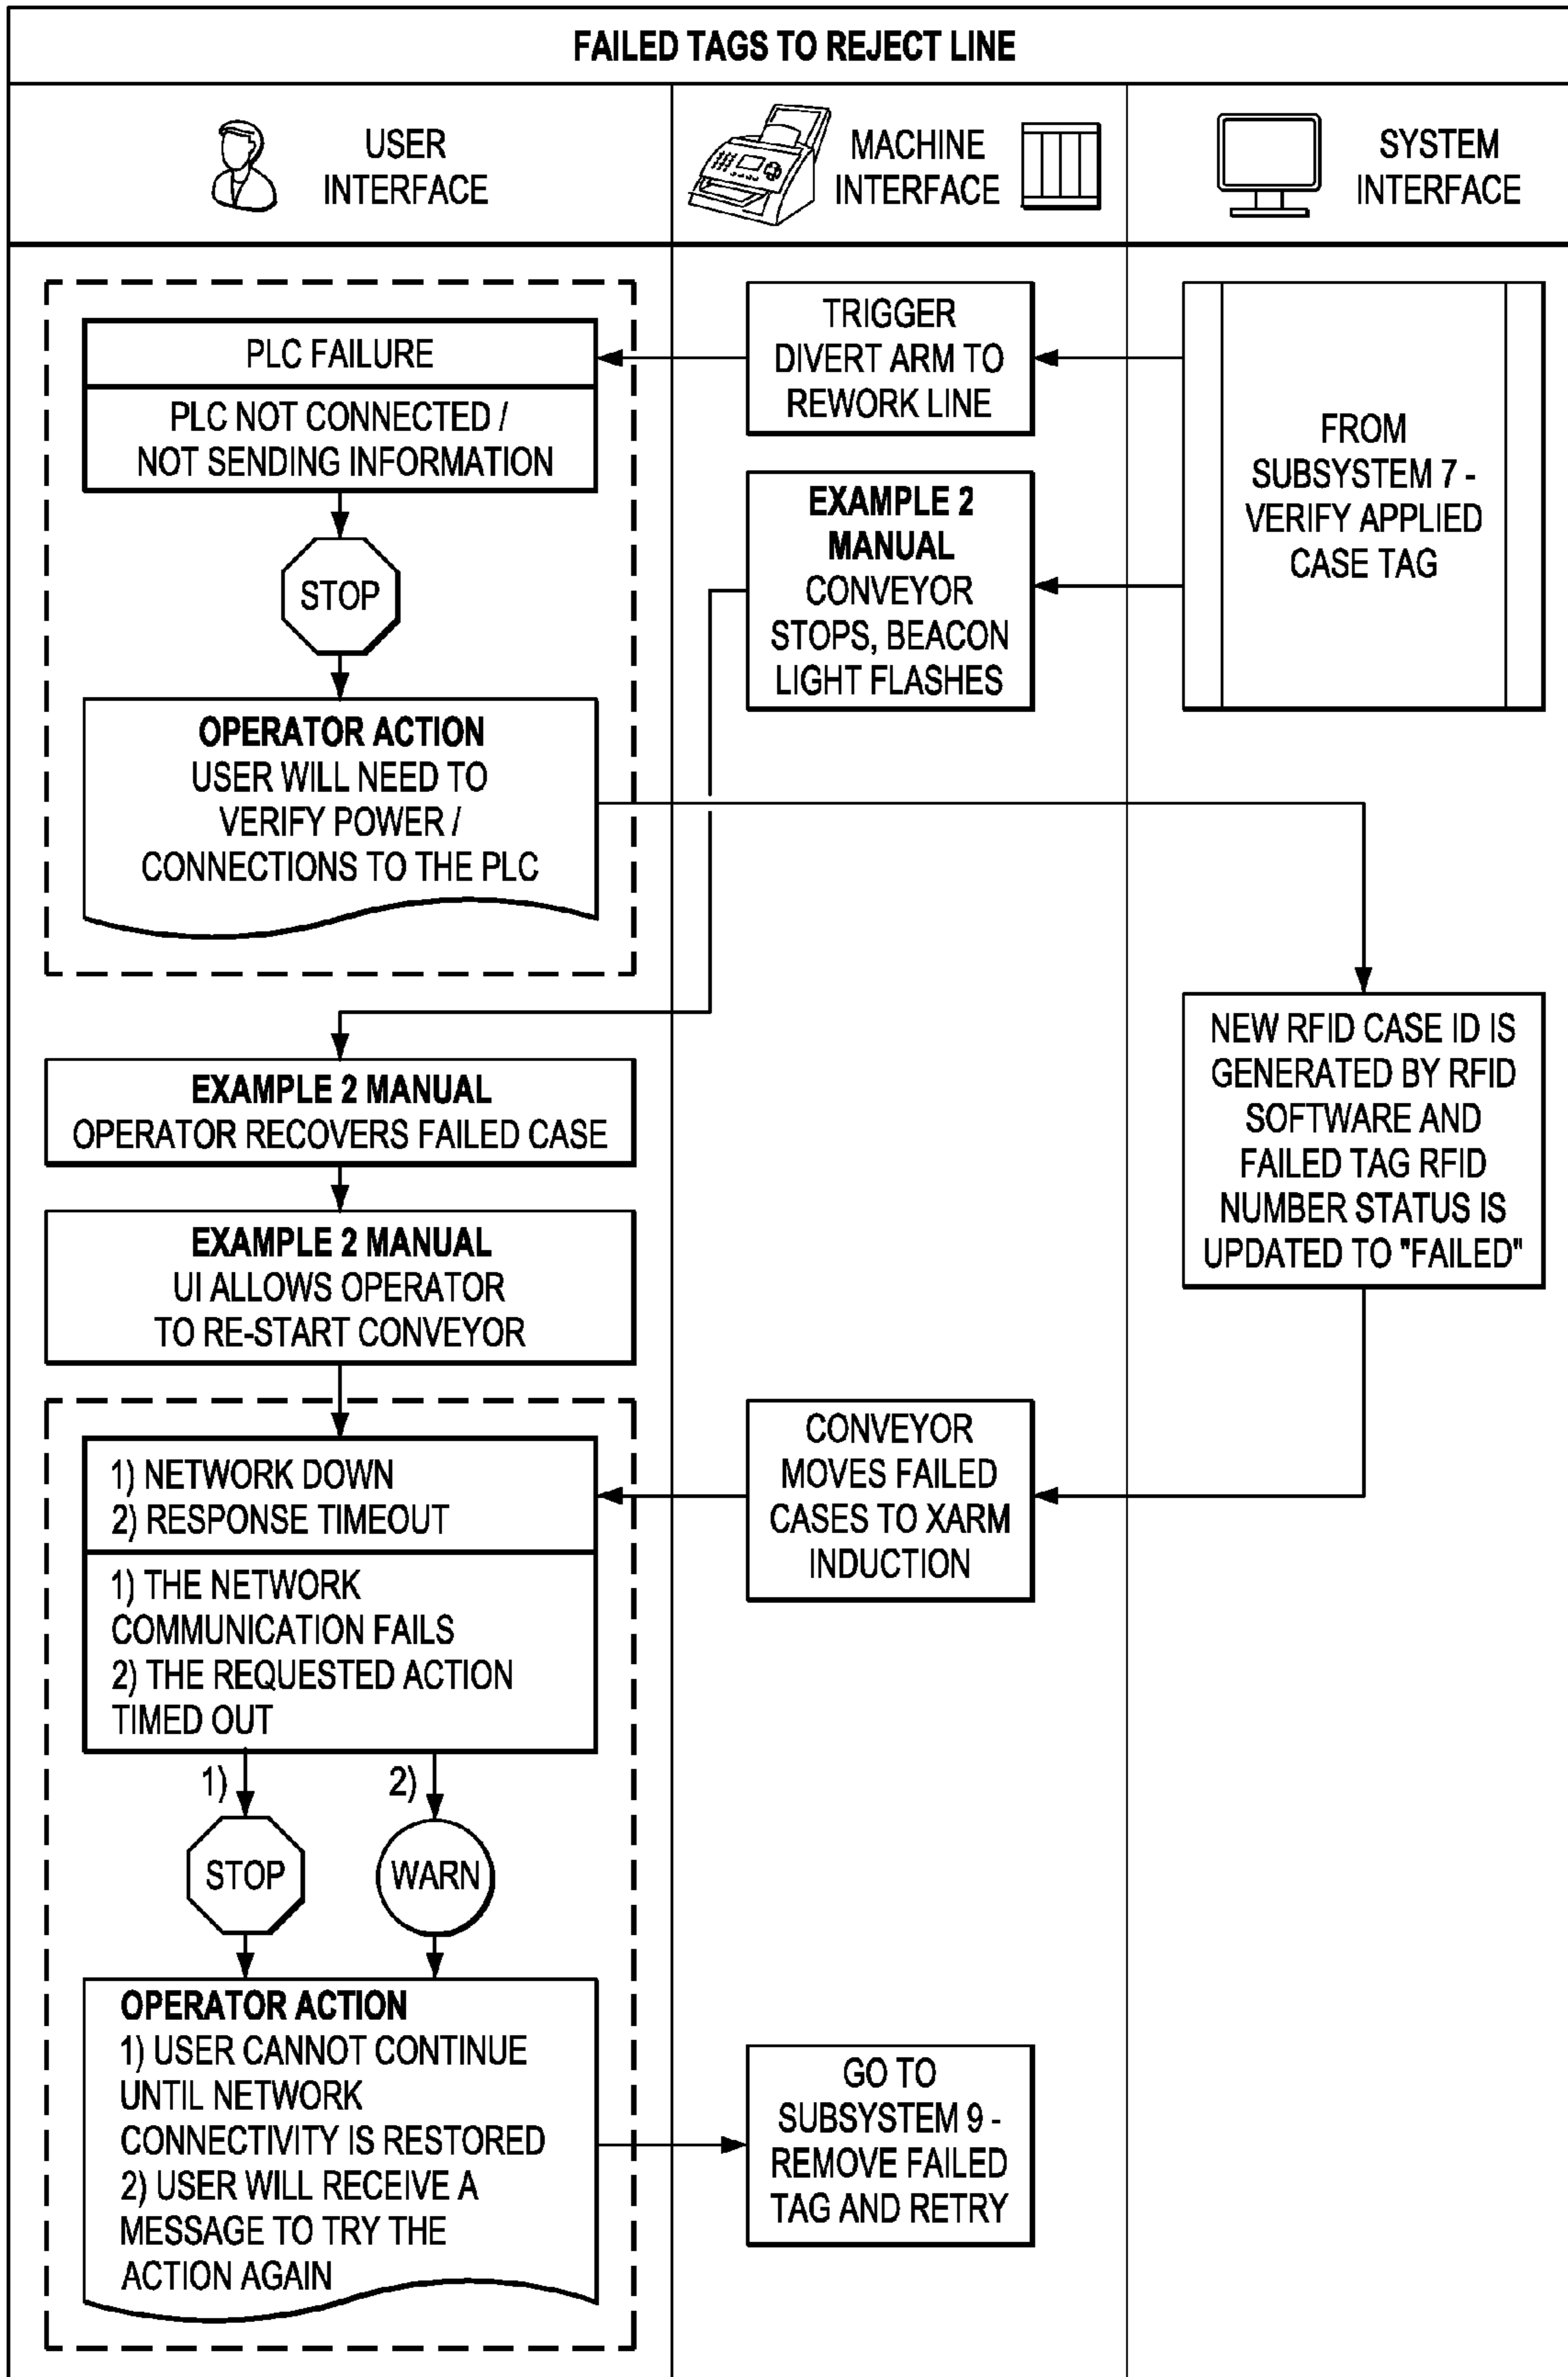 FAILED TAGS TO REJECT LINE
USER
INTERFACE
MACHINE
INTERFACE
SYSTEM
INTERFACE
PLC FAILURE
PLC NOT CONNECTED /
NOT SENDING INFORMATION
STOP
OPERATOR ACTION
USER WILL NEED TO
VERIFY POWER /
CONNECTIONS TO THE PLC
TRIGGER
DIVERT ARM TO
REWORK LINE
EXAMPLE 2
MANUAL
CONVEYOR
STOPS, BEACON
LIGHT FLASHES
FROM
SUBSYSTEM 7 -
VERIFY APPLIED
CASE TAG
EXAMPLE 2 MANUAL
OPERATOR RECOVERS FAILED CASE
EXAMPLE 2 MANUAL
UI ALLOWS OPERATOR
TO RE-START CONVEYOR
NEW RFID CASE ID IS
GENERATED BY RFID
SOFTWARE AND
FAILED TAG RFID
NUMBER STATUS IS
UPDATED TO "FAILED"
1) NETWORK DOWN
2) RESPONSE TIMEOUT
1) THE NETWORK
COMMUNICATION FAILS
2) THE REQUESTED ACTION
TIMED OUT
CONVEYOR
MOVES FAILED
CASES TO XARM
INDUCTION
1)
2)
STOP
WARN
OPERATOR ACTION
1) USER CANNOT CONTINUE
UNTIL NETWORK
CONNECTIVITY IS RESTORED
2) USER WILL RECEIVE A
MESSAGE TO TRY THE
ACTION AGAIN
GO TO
SUBSYSTEM 9 -
REMOVE FAILED
TAG AND RETRY